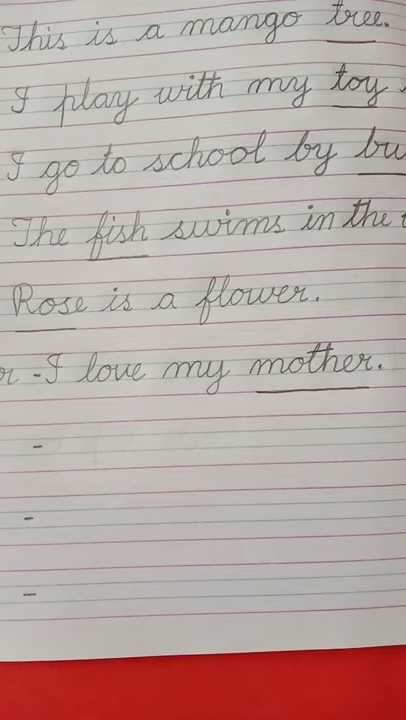 This is a mango tree.
I play with my toy
I go to school by bu
The fish swims in the
Rose is a flower.
r - I love my mother.
-
-
-